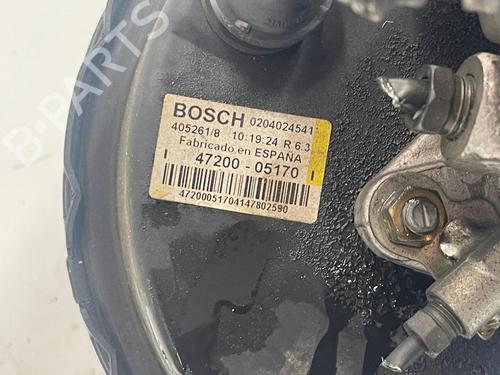 B PARTS
BOSCH 0204024541
405261/8 10:19:24 R 6.3
Fabricado en ESPAÑA
47200 - 05170
47200051704147802590